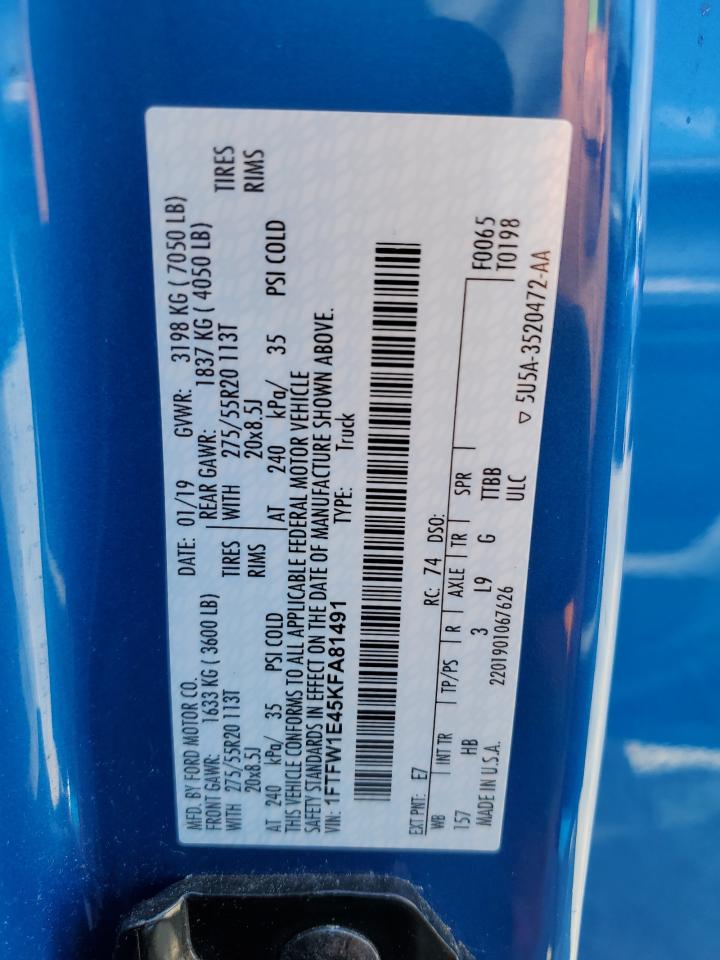 MFD. BY FORD MOTOR CO.
DATE: 01/19 GVWR: 3198 KG ( 7050 LB)
FRONT GAWR: 1633 KG ( 3600 LB) REAR GAWR: 1837 KG ( 4050 LB)
WITH 275/55R20 113T TIRES WITH 275/55R20 113T TIRES
20x8.5J RIMS 20x8.5J RIMS
AT 240 kPa/ 35 PSI COLD AT 240 kPa/ 35 PSI COLD
THIS VEHICLE CONFORMS TO ALL APPLICABLE FEDERAL MOTOR VEHICLE
SAFETY STANDARDS IN EFFECT ON THE DATE OF MANUFACTURE SHOWN ABOVE.
VIN: 1FTFW1E45KFA81491 TYPE: Truck
EXT PNT: E7 RC: 74 DSO: F0065
WB INT TR TP/PS R AXLE TR SPR T0198
157 HB 3 L9 G TTBB
MADE IN U.S.A. 2201901067626 ULC
▽ 5U5A-3520472-AA